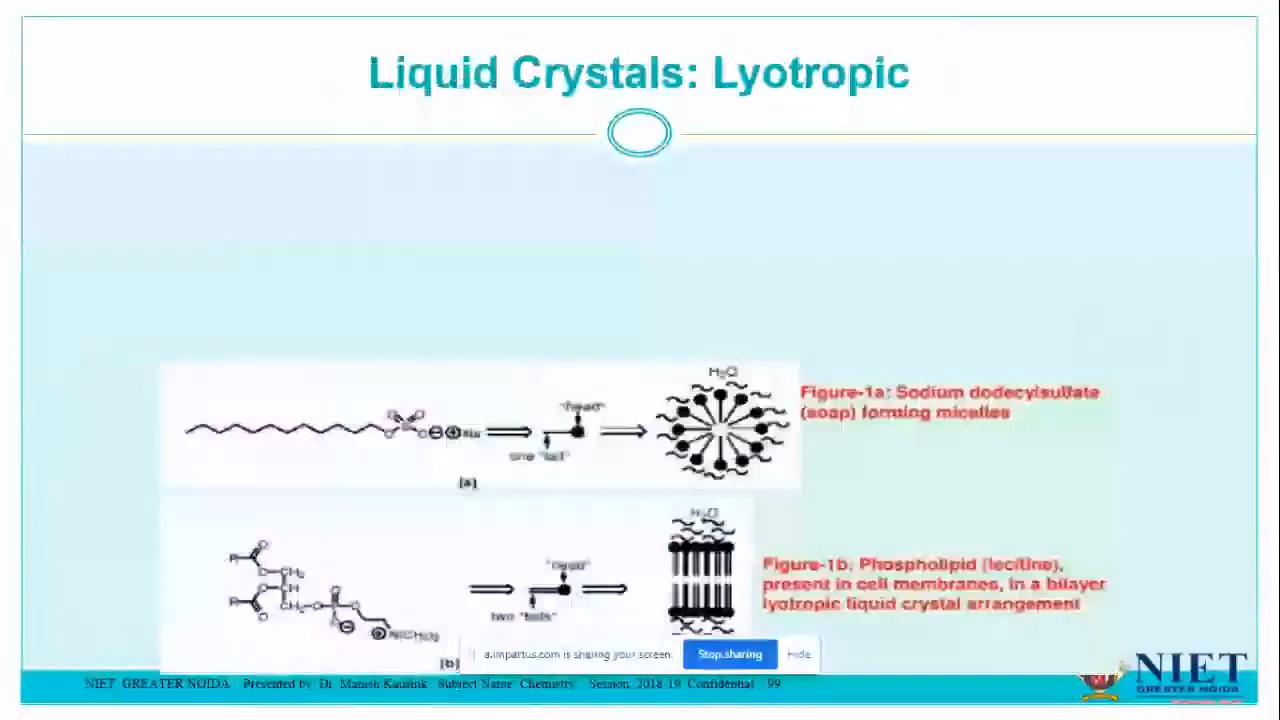 Liquid Crystals: Lyotropic
H₂O
Figure-1a: Sodium dodecylsulfate
(soap) forming micelles
"head"
one "tail"
[a]
H₂O
"head"
Figure-1b: Phospholipid (lecitine),
present in cell membranes, in a bilayer
lyotropic liquid crystal arrangement
two "tails"
[b]
a.impartus.com is sharing your screen. Stop sharing Hide
NIET GREATER NOIDA Presented by Dr Manish Kaushik Subject Name Chemistry Session 2018-19 Confidential 99
NIET
GREATER NOIDA